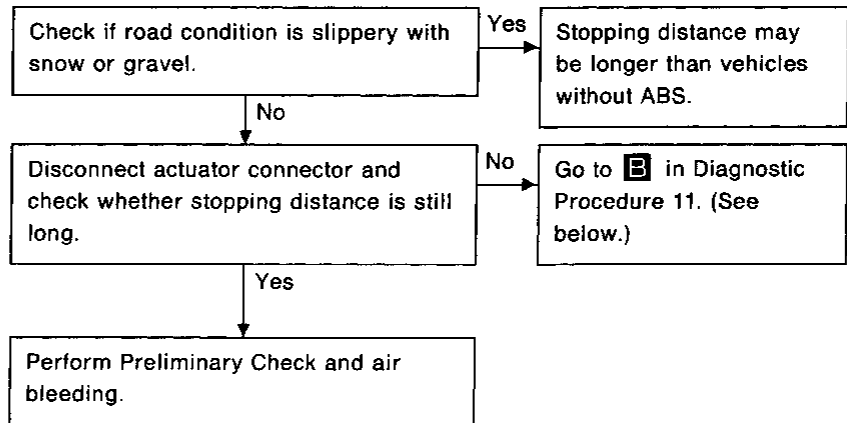 Check if road condition is slippery with
snow or gravel.
Yes
Stopping distance may
be longer than vehicles
without ABS.
No
Disconnect actuator connector and
check whether stopping distance is still
long.
No
Go to B in Diagnostic
Procedure 11. (See
below.)
Yes
Perform Preliminary Check and air
bleeding.